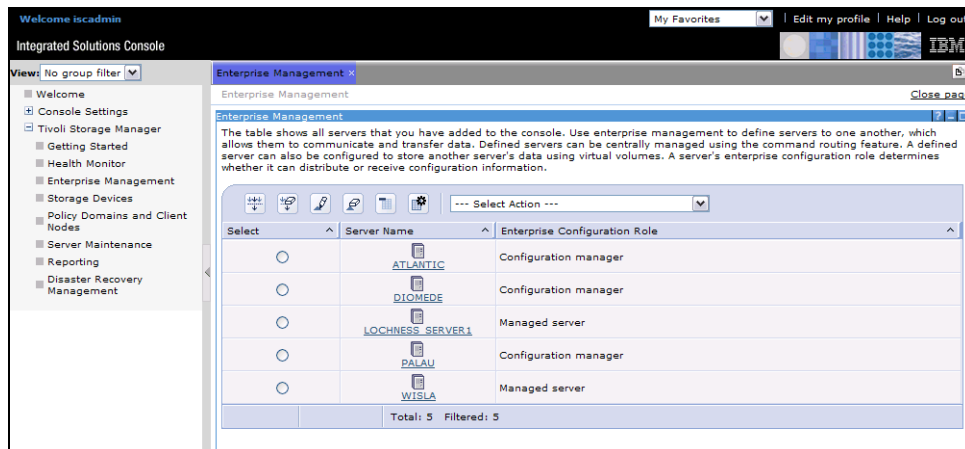 Welcome iscadmin
My Favorites
Edit my profile | Help | Log out
Integrated Solutions Console
IBM
View: No group filter
Enterprise Management ×
Welcome
Console Settings
Tivoli Storage Manager
Getting Started
Health Monitor
Enterprise Management
Storage Devices
Policy Domains and Client
Nodes
Server Maintenance
Reporting
Disaster Recovery
Management
Enterprise Management
Close pag
Enterprise Management
The table shows all servers that you have added to the console. Use enterprise management to define servers to one another, which
allows them to communicate and transfer data. Defined servers can be centrally managed using the command routing feature. A defined
server can also be configured to store another server's data using virtual volumes. A server's enterprise configuration role determines
whether it can distribute or receive configuration information.
--- Select Action ---
Select Server Name Enterprise Configuration Role
ATLANTIC Configuration manager
DIOMEDE Configuration manager
LOCHNESS_SERVER1 Managed server
PALAU Configuration manager
WISLA Managed server
Total: 5 Filtered: 5